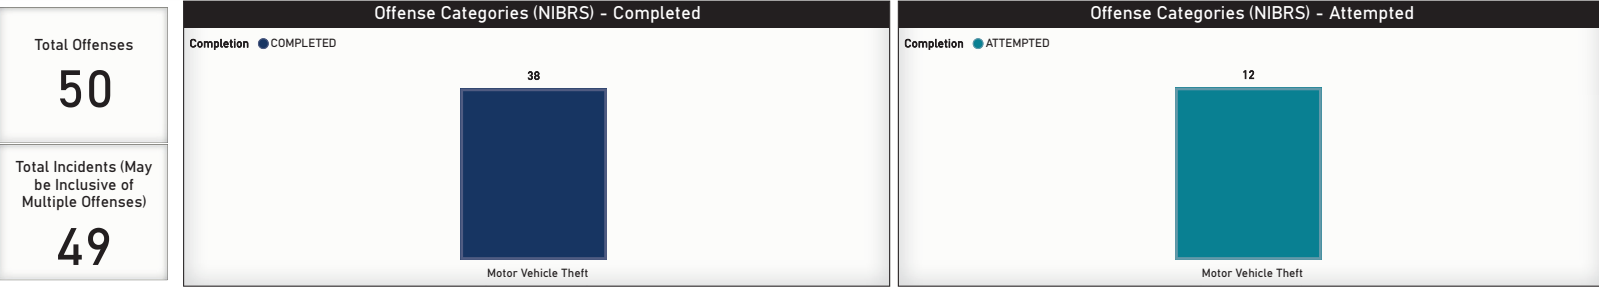 Total Offenses
50
Total Incidents (May
be Inclusive of
Multiple Offenses)
49
Offense Categories (NIBRS) - Completed
Completion COMPLETED
38
Motor Vehicle Theft
Offense Categories (NIBRS) - Attempted
Completion ATTEMPTED
12
Motor Vehicle Theft